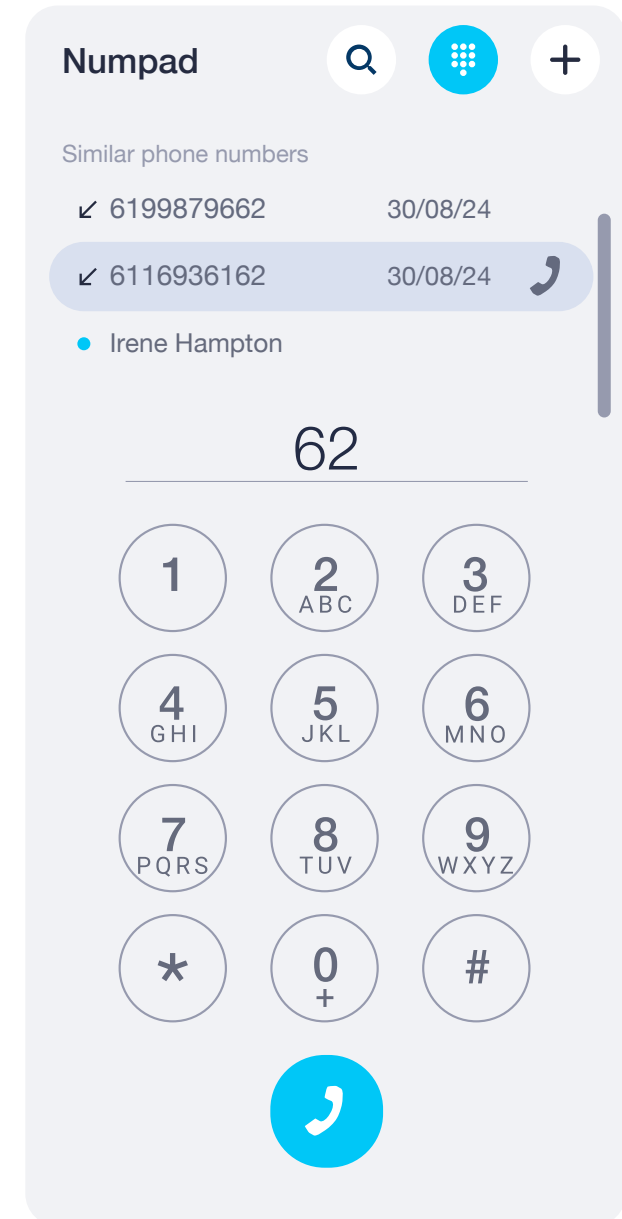 Numpad
Similar phone numbers
6199879662 30/08/24
6116936162 30/08/24
Irene Hampton
62
1 2 3
ABC DEF
4 5 6
GHI JKL MNO
7 8 9
PQRS TUV WXYZ
* 0 #
+